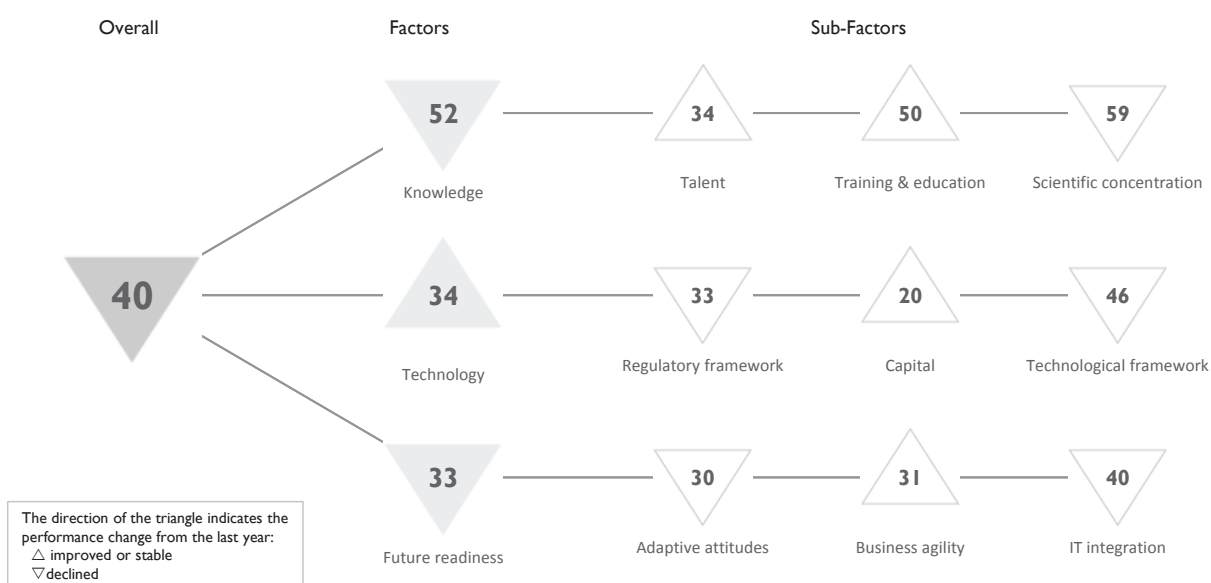 Overall Factors Sub-Factors
52 34 50 59
Knowledge Talent Training & education Scientific concentration
40 34 33 20 46
Technology Regulatory framework Capital Technological framework
33 30 31 40
Future readiness Adaptive attitudes Business agility IT integration
The direction of the triangle indicates the
performance change from the last year:
△ improved or stable
▽declined